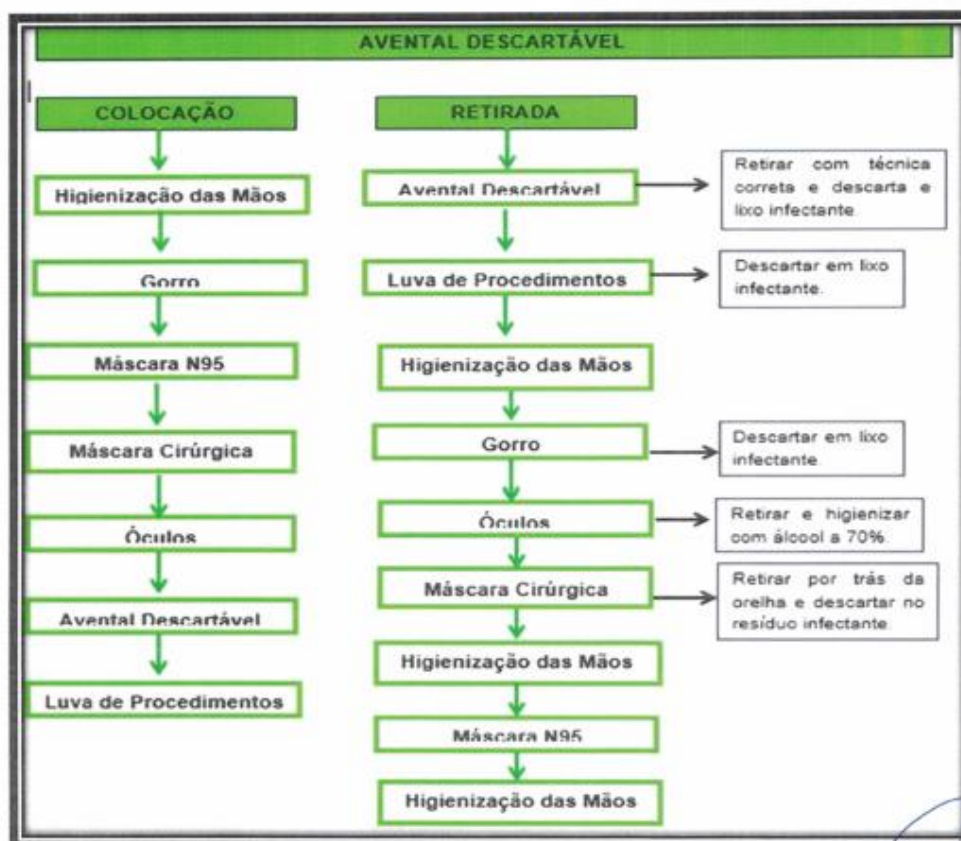 AVENTAL DESCARTÁVEL
COLOCAÇÃO
Higienização das Mãos
Gorro
Máscara N95
Máscara Cirúrgica
Óculos
Avental Descartável
Luva de Procedimentos
RETIRADA
Avental Descartável
Retirar com técnica
correta e descarta e
lixo infectante.
Luva de Procedimentos
Descartar em lixo
infectante.
Higienização das Mãos
Gorro
Descartar em lixo
infectante.
Óculos
Retirar e higienizar
com álcool a 70%.
Máscara Cirúrgica
Retirar por trás da
orelha e descartar no
resíduo infectante.
Higienização das Mãos
Máscara N95
Higienização das Mãos